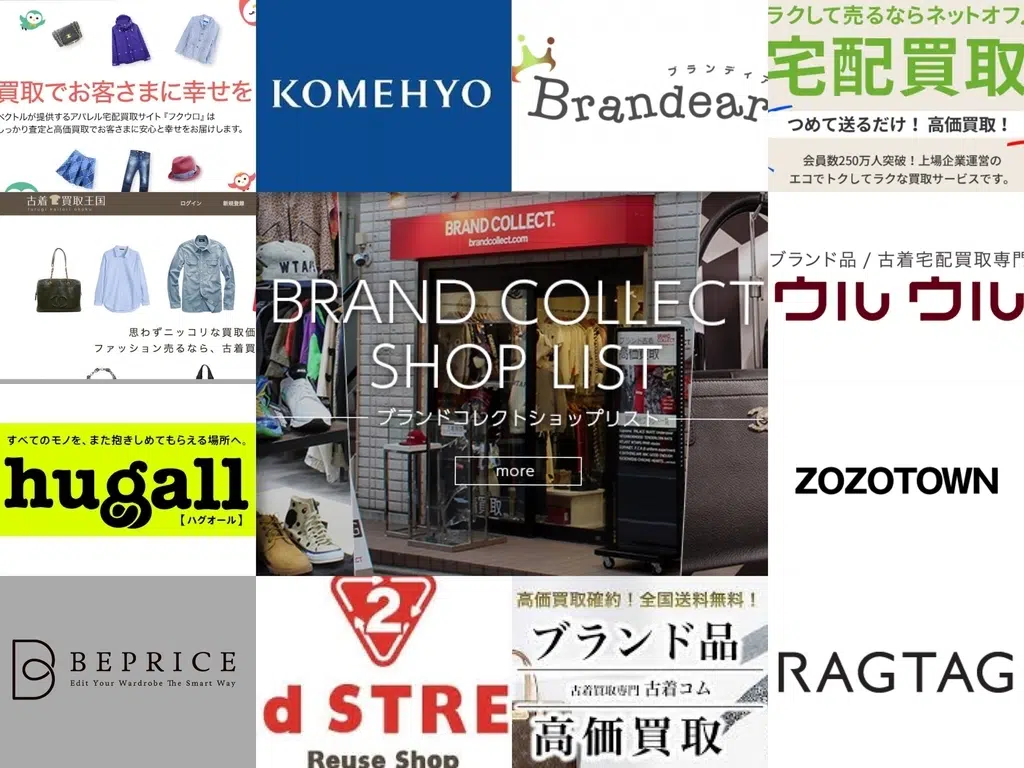 買取でお客さまに幸せを
ベクトルが提供するアパレル宅配買取サイト『フクウロ』は
しっかり査定と高価買取でお客さまに安心と幸せをお届けします。
KOMEHYO
ブランディア
Brandear
ラクして売るならネットオフ
宅配買取
つめて送るだけ！高価買取！
会員数250万人突破！上場企業運営の
エコでトクしてラクな買取サービスです。
古着買取王国
ログイン
新規登録
思わずニッコリな買取価
ファッション売るなら、古着買
WTAPS
BRAND COLLECT.
brandcollect.com
BRAND COLLECT
SHOP LIST
ブランドコレクトショップリスト
more
高価買取
RAGTAG
買取
ブランド品 / 古着宅配買取専門
ウル ウル
すべてのモノを、また抱きしめてもらえる場所へ。
hugall
【ハグオール】
ZOZOTOWN
BEPRICE
Edit Your Wardrobe The Smart Way
2
d STRE
Reuse Shop
高価買取確約！全国送料無料！
ブランド品
古着買取専門 古着コム
高価買取